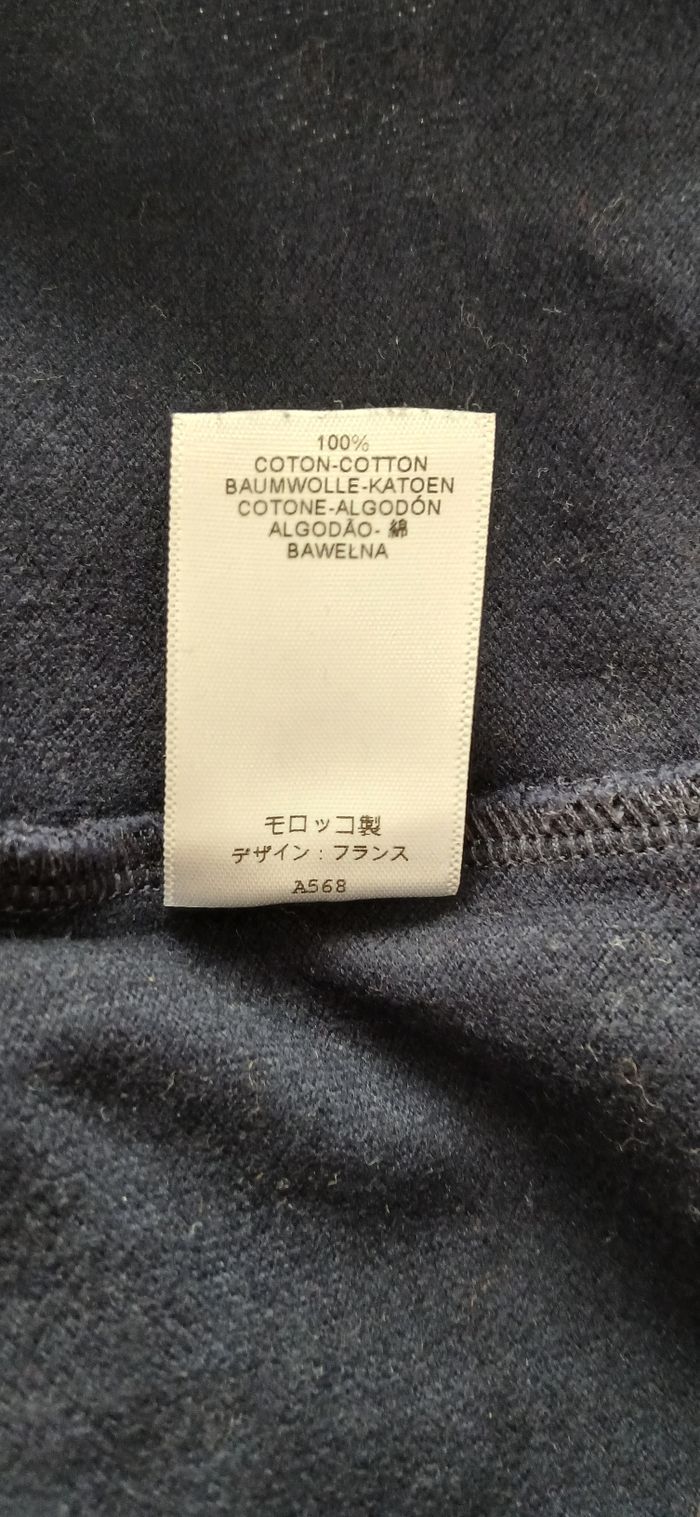 100%
COTON-COTTON
BAUMWOLLE-KATOEN
COTONE-ALGODÓN
ALGODÃO- 綿
BAWEŁNA
モロッコ製
デザイン : フランス
A568